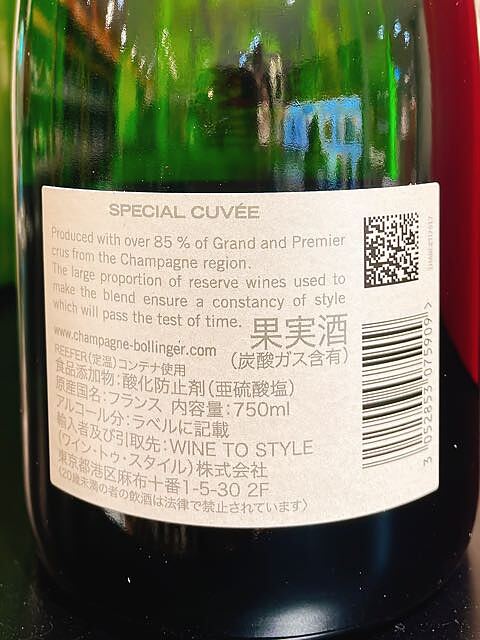 SPECIAL CUVÉE
Produced with over 85 % of Grand and Premier
crus from the Champagne region.
The large proportion of reserve wines used to
make the blend ensure a constancy of style
which will pass the test of time.
www.champagne-bollinger.com
果実酒
(炭酸ガス含有)
REEFER(定温)コンテナ使用
食品添加物:酸化防止剤(亜硫酸塩)
原産国名:フランス 内容量:750ml
アルコール分:ラベルに記載
輸入者及び引取先:WINE TO STYLE
(ワイン・トゥ・スタイル)株式会社
東京都港区麻布十番1-5-30 2F
〈20歳未満の者の飲酒は法律で禁止されています〉
3 052853 075909 >